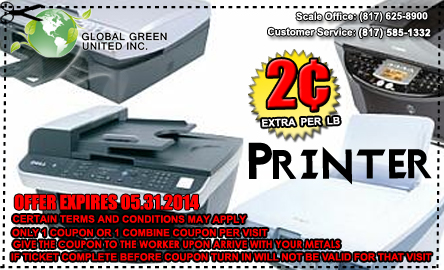 GLOBAL GREEN
UNITED INC.
Scale Office: (817) 625-8900
Customer Service: (817) 585-1332
2¢
EXTRA PER LB
PRINTER
DELL
OFFER EXPIRES 05.31.2014
CERTAIN TERMS AND CONDITIONS MAY APPLY
ONLY 1 COUPON OR 1 COMBINE COUPON PER VISIT
GIVE THE COUPON TO THE WORKER UPON ARRIVE WITH YOUR METALS
IF TICKET COMPLETE BEFORE COUPON TURN IN WILL NOT BE VALID FOR THAT VISIT